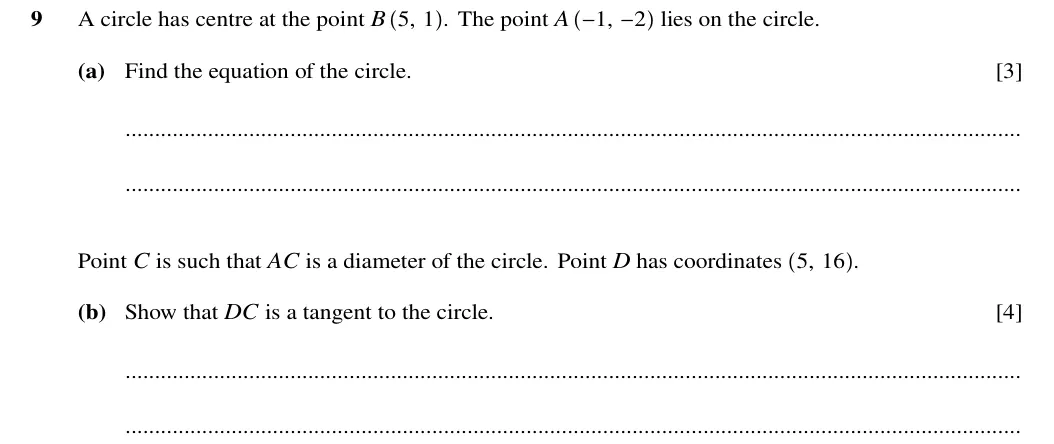 9 A circle has centre at the point B (5, 1). The point A (−1, −2) lies on the circle.
(a) Find the equation of the circle. [3]
Point C is such that AC is a diameter of the circle. Point D has coordinates (5, 16).
(b) Show that DC is a tangent to the circle. [4]